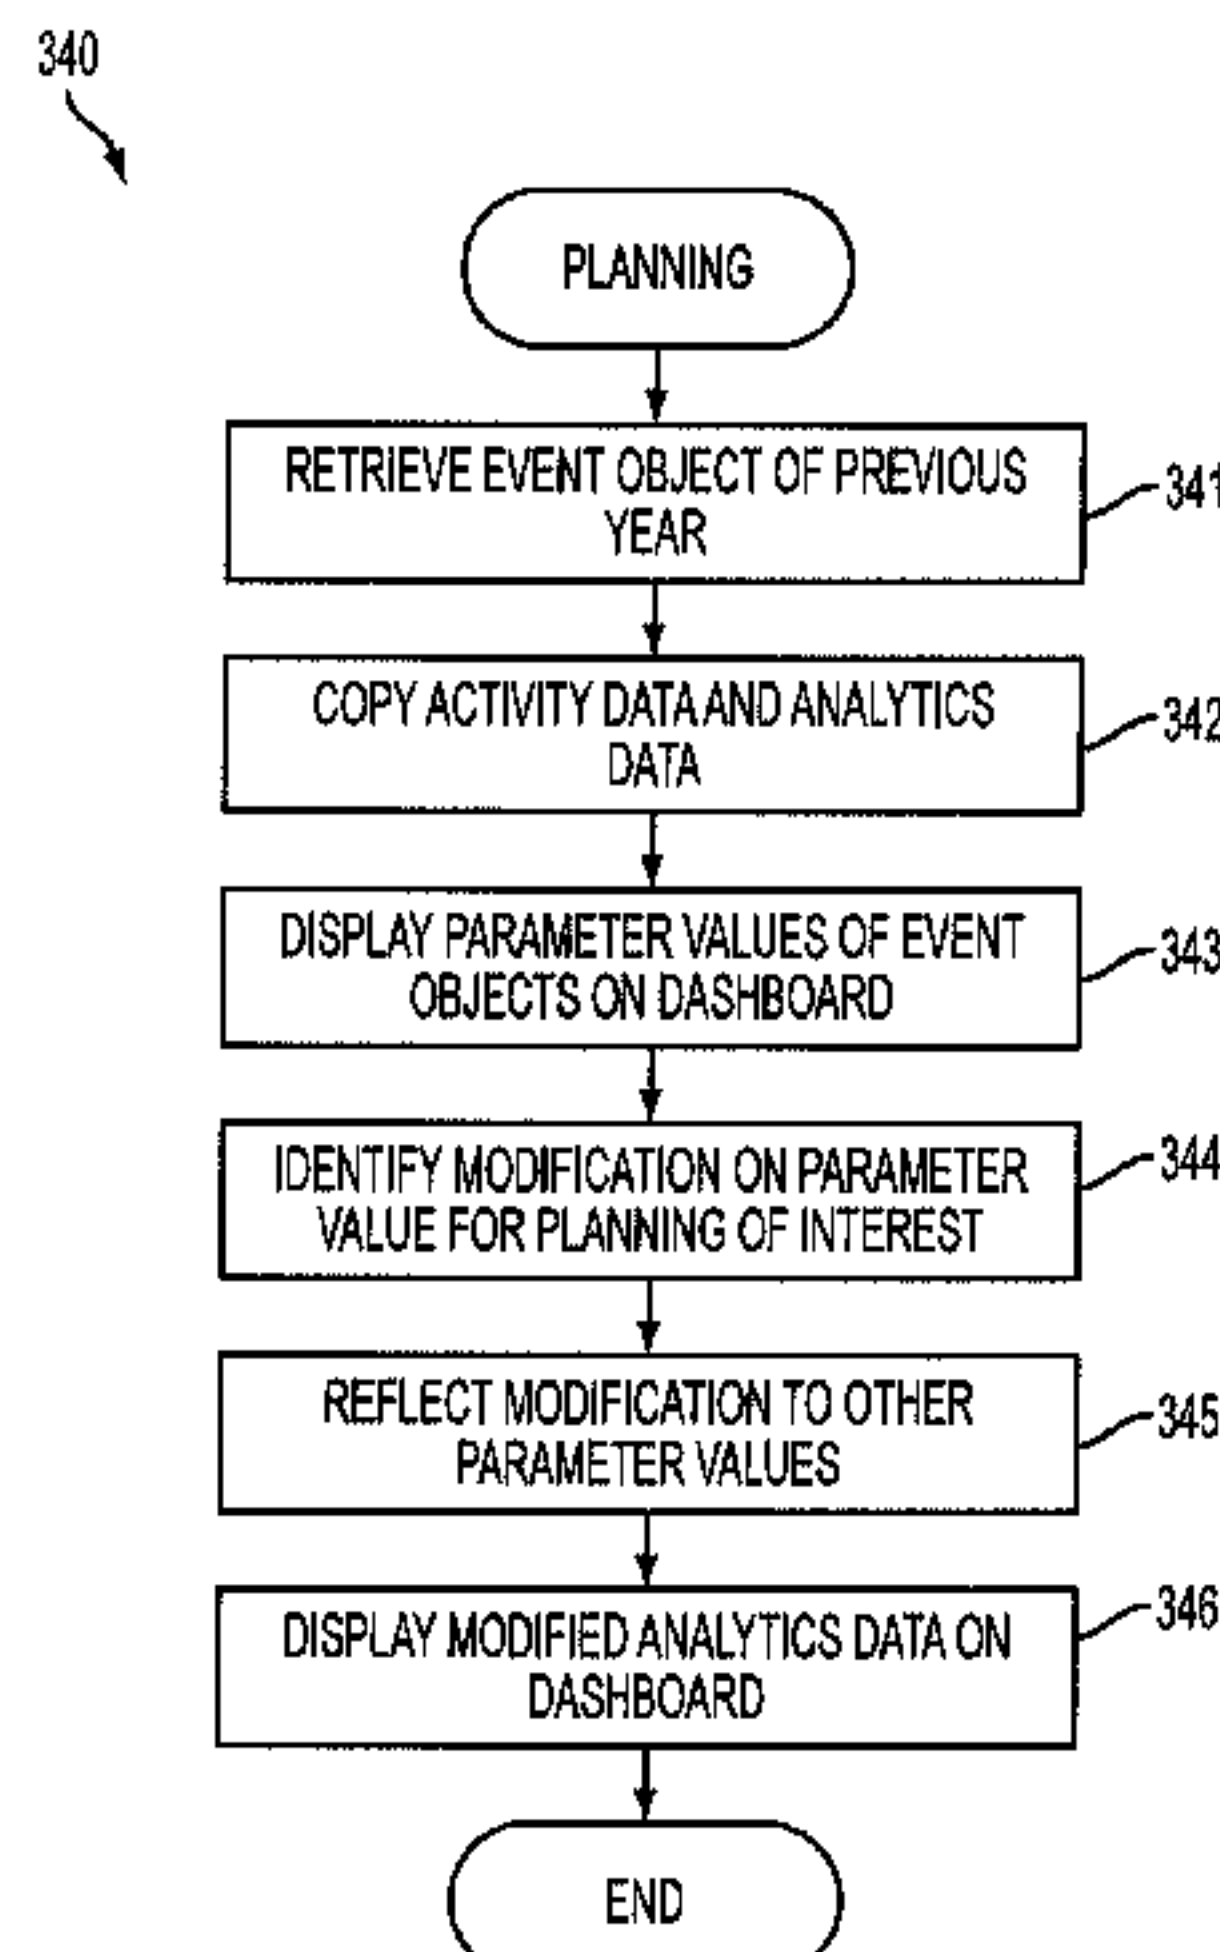 340
PLANNING
RETRIEVE EVENT OBJECT OF PREVIOUS
YEAR
341
COPY ACTIVITY DATA AND ANALYTICS
DATA
342
DISPLAY PARAMETER VALUES OF EVENT
OBJECTS ON DASHBOARD
343
IDENTIFY MODIFICATION ON PARAMETER
VALUE FOR PLANNING OF INTEREST
344
REFLECT MODIFICATION TO OTHER
PARAMETER VALUES
345
DISPLAY MODIFIED ANALYTICS DATA ON
DASHBOARD
346
END